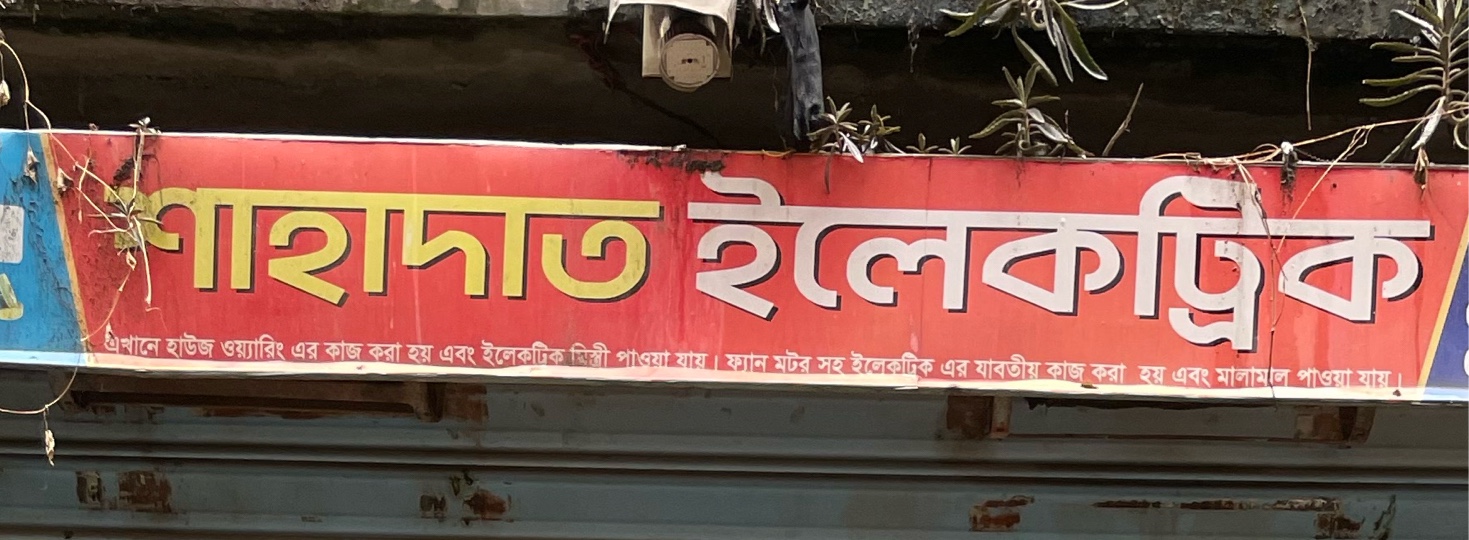 শাহাদাত ইলেকট্রিক
এখানে হাউজ ওয়্যারিং এর কাজ করা হয় এবং ইলেকট্রিক মিস্ত্রী পাওয়া যায়। ফ্যান মটর সহ ইলেকট্রিক এর যাবতীয় কাজ করা হয় এবং মালামাল পাওয়া যায়।